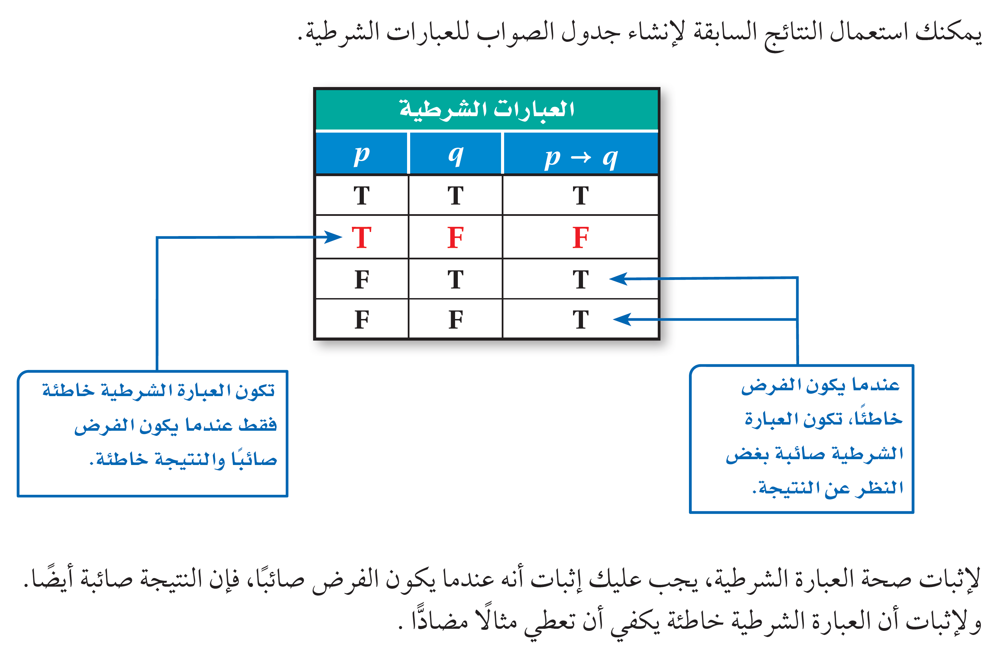 يمكنك استعمال النتائج السابقة لإنشاء جدول الصواب للعبارات الشرطية.
العبارات الشرطية
p q p → q
T T T
T F F
F T T
F F T
عندما يكون الفرض
خاطئًا، تكون العبارة
الشرطية صائبة بغض
النظر عن النتيجة.
تكون العبارة الشرطية خاطئة
فقط عندما يكون الفرض
صائبًا والنتيجة خاطئة.
لإثبات صحة العبارة الشرطية، يجب عليك إثبات أنه عندما يكون الفرض صائبًا، فإن النتيجة صائبة أيضًا.
ولإثبات أن العبارة الشرطية خاطئة يكفي أن تعطي مثالًا مضادًّا .